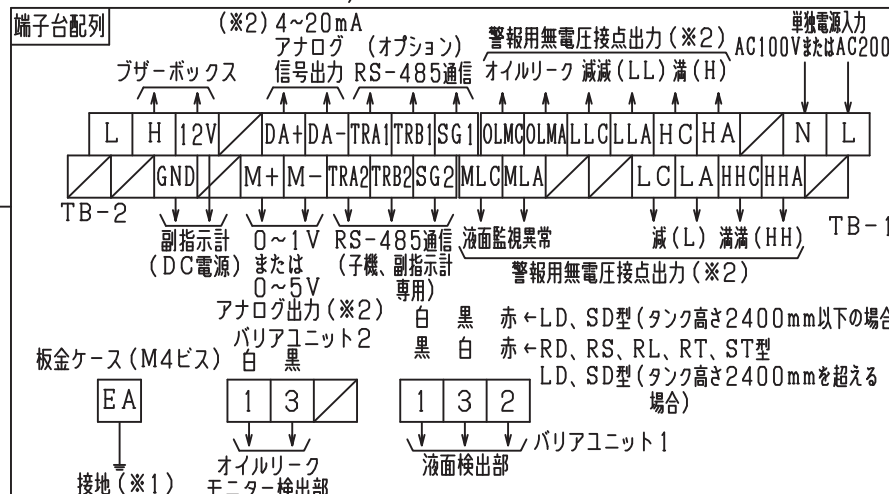 端子台配列
(※2) 4~20mA
アナログ
信号出力
(オプション)
RS-485通信
ブザーボックス
警報用無電圧接点出力(※2)
オイルリーク 減減(LL) 満(H)
単独電源入力
AC100VまたはAC200
L H 12V DA+ DA- TRA1 TRB1 SG1 OLMC OLMA LLC LLA HC HA N L
GND M+ M- TRA2 TRB2 SG2 MLC MLA LC LA HHC HHA
TB-2
TB-1
副指示計
(DC電源)
0~1V
または
0~5V
アナログ出力(※2)
RS-485通信
(子機、副指示計
専用)
液面監視異常 減(L) 満満(HH)
警報用無電圧接点出力(※2)
白 黒 赤←LD、SD型(タンク高さ2400mm以下の場合
黒 白 赤←RD、RS、RL、RT、ST型
LD、SD型(タンク高さ2400mmを超える
場合)
板金ケース(M4ビス)
EA
接地(※1)
バリアユニット2
白 黒
1 3
オイルリーク
モニター検出部
1 3 2
バリアユニット1
液面検出部